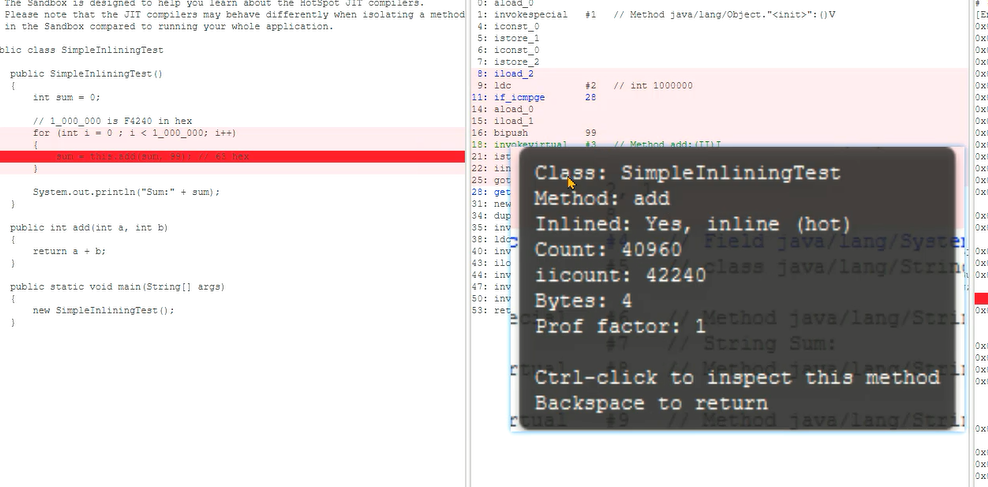 The Sandbox is designed to help you learn about the HotSpot JIT compilers.
Please note that the JIT compilers may behave differently when isolating a method
in the Sandbox compared to running your whole application.
blic class SimpleInliningTest
public SimpleInliningTest()
{
int sum = 0;
// 1_000_000 is F4240 in hex
for (int i = 0 ; i < 1_000_000; i++)
{
sum = this.add(sum, 99); // 63 hex
}
System.out.println("Sum:" + sum);
}
public int add(int a, int b)
{
return a + b;
}
public static void main(String[] args)
{
new SimpleInliningTest();
}
0: aload_0
1: invokespecial #1 // Method java/lang/Object."<init>":()V
4: iconst_0
5: istore_1
6: iconst_0
7: istore_2
8: iload_2
9: ldc #2 // int 1000000
11: if_icmpge 28
14: aload_0
15: iload_1
16: bipush 99
18: invokevirtual #3 // Method add:(II)I
21: ist
22: iin
25: got
28: get
31: new
34: dup
35: inv
38: ldc
40: inv
43: ilo
44: inv
47: inv
50: inv
53: ret
Class: SimpleInliningTest
Method: add
Inlined: Yes, inline (hot)
Count: 40960
iicount: 42240
Bytes: 4
Prof factor: 1
Ctrl-click to inspect this method
Backspace to return